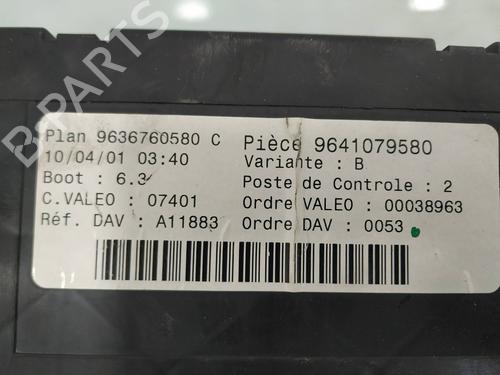 B-PARTS
Plan 9636760580 C Pièce 9641079580
10/04/01 03:40 Variante : B
Boot : 6.3 Poste de Controle : 2
C.VALEO : 07401 Ordre VALEO : 00038963
Réf. DAV : A11883 Ordre DAV : 0053